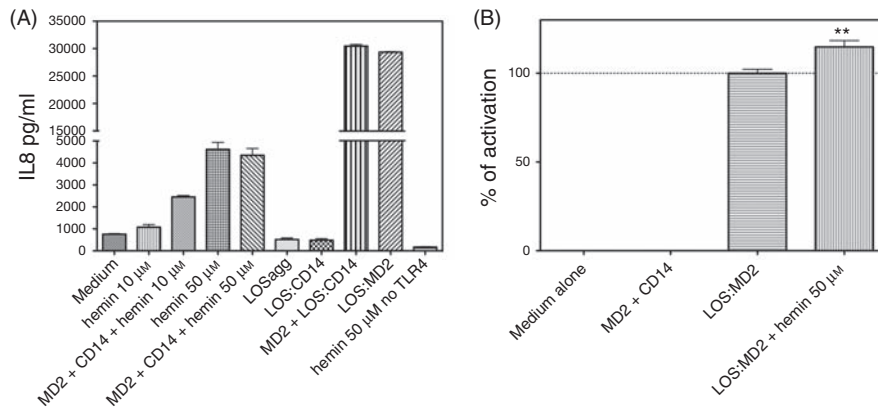 (A)
IL8 pg/ml
35000
30000
25000
15000
5000
4000
3000
2000
1000
0
Medium
hemin 10 μM
MD2 + CD14 + hemin 10 μM
hemin 50 μM
MD2 + CD14 + hemin 50 μM
LOSagg
LOS:CD14
MD2 + LOS:CD14
LOS:MD2
hemin 50 μM no TLR4
(B)
% of activation
100
50
0
**
Medium alone
MD2 + CD14
LOS:MD2
LOS:MD2 + hemin 50 μM